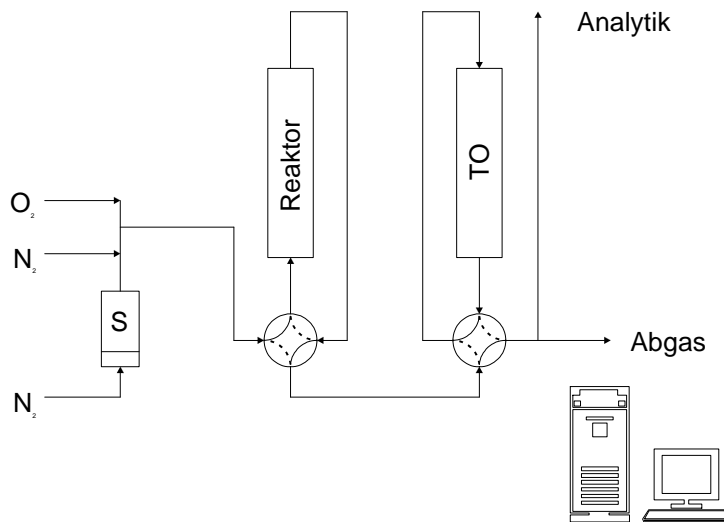 Analytik
Reaktor
TO
O₂
N₂
S
Abgas
N₂